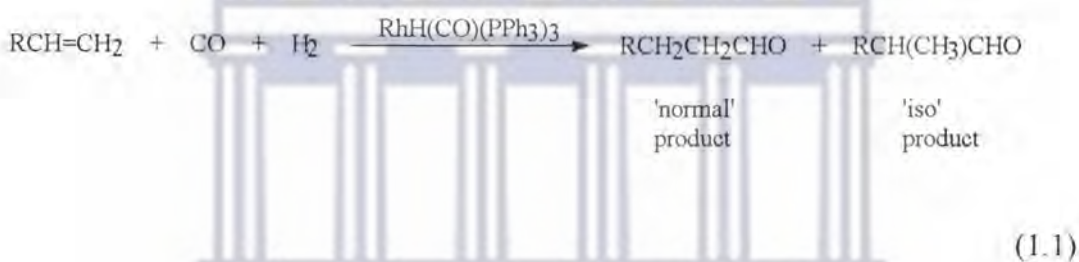 RhH(CO)(PPh3)3
RCH=CH2 + CO + H2 RCH2CH2CHO + RCH(CH3)CHO
'normal' 'iso'
product product
(1.1)